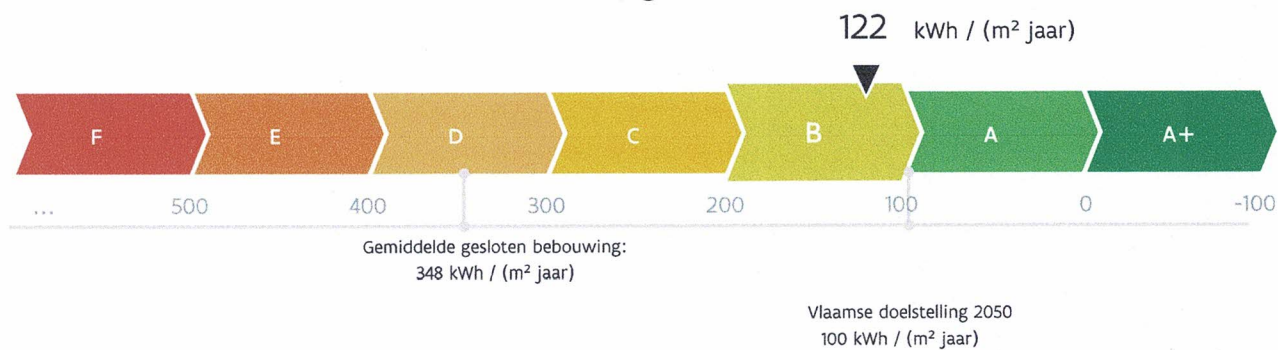 122 kWh / (m² jaar)
F E D C B A A+
... 500 400 300 200 100 0 -100
Gemiddelde gesloten bebouwing:
348 kWh / (m² jaar)
Vlaamse doelstelling 2050
100 kWh / (m² jaar)